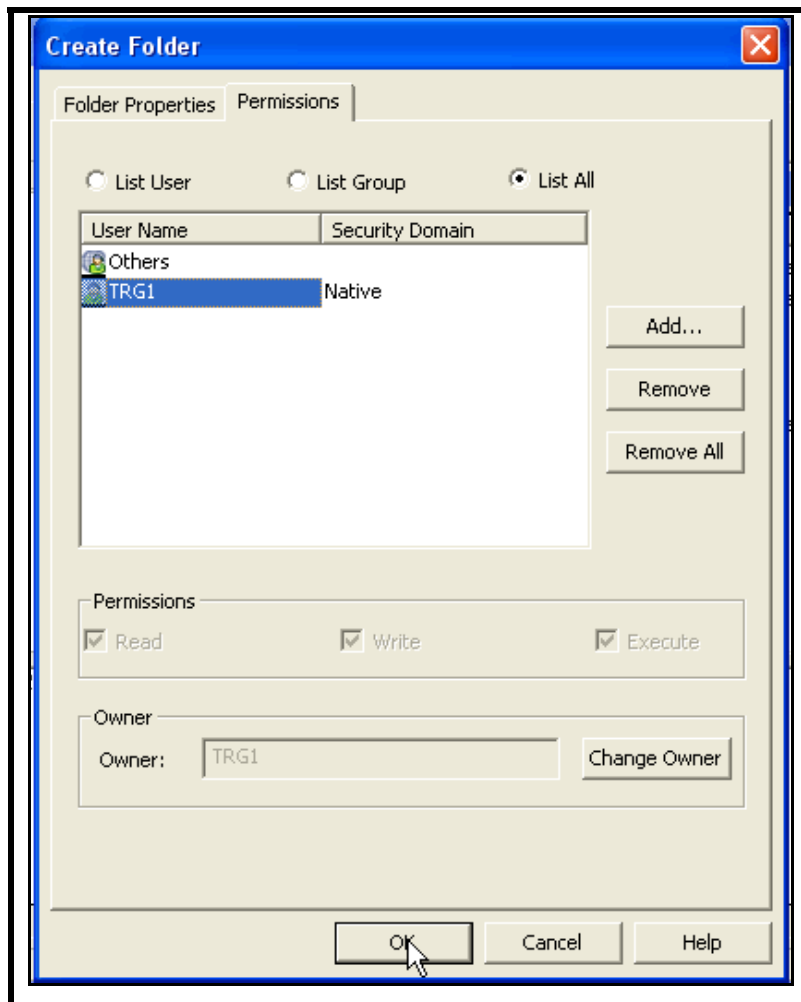 Create Folder
Folder Properties Permissions
List User List Group List All
User Name Security Domain
Others
TRG1 Native
Add...
Remove
Remove All
Permissions
Read Write Execute
Owner
Owner: TRG1 Change Owner
OK Cancel Help